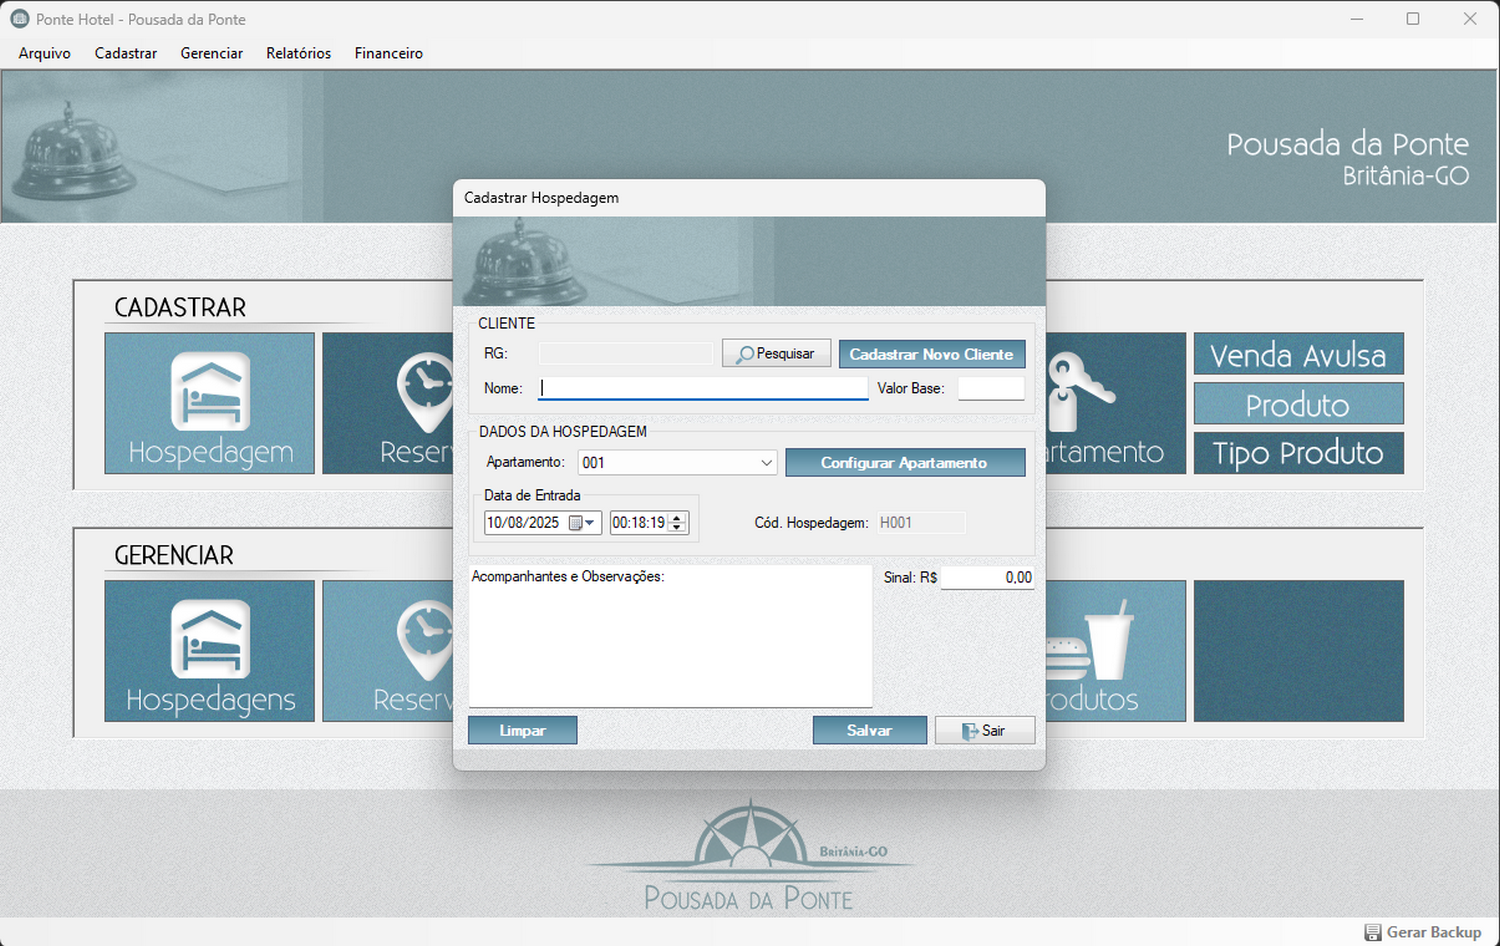 Ponte Hotel - Pousada da Ponte
Arquivo Cadastrar Gerenciar Relatórios Financeiro
Pousada da Ponte
Britânia-GO
Cadastrar Hospedagem
CADASTRAR
Hospedagem
Reserv
rtamento
Venda Avulsa
Produto
Tipo Produto
CLIENTE
RG:
Pesquisar
Cadastrar Novo Cliente
Nome:
Valor Base:
DADOS DA HOSPEDAGEM
Apartamento: 001
Configurar Apartamento
Data de Entrada
10/08/2025 00:18:19
Cód. Hospedagem: H001
Acompanhantes e Observações:
Sinal: R$ 0,00
Limpar
Salvar
Sair
GERENCIAR
Hospedagens
Reserv
odutos
Britânia-GO
Pousada da Ponte
Gerar Backup